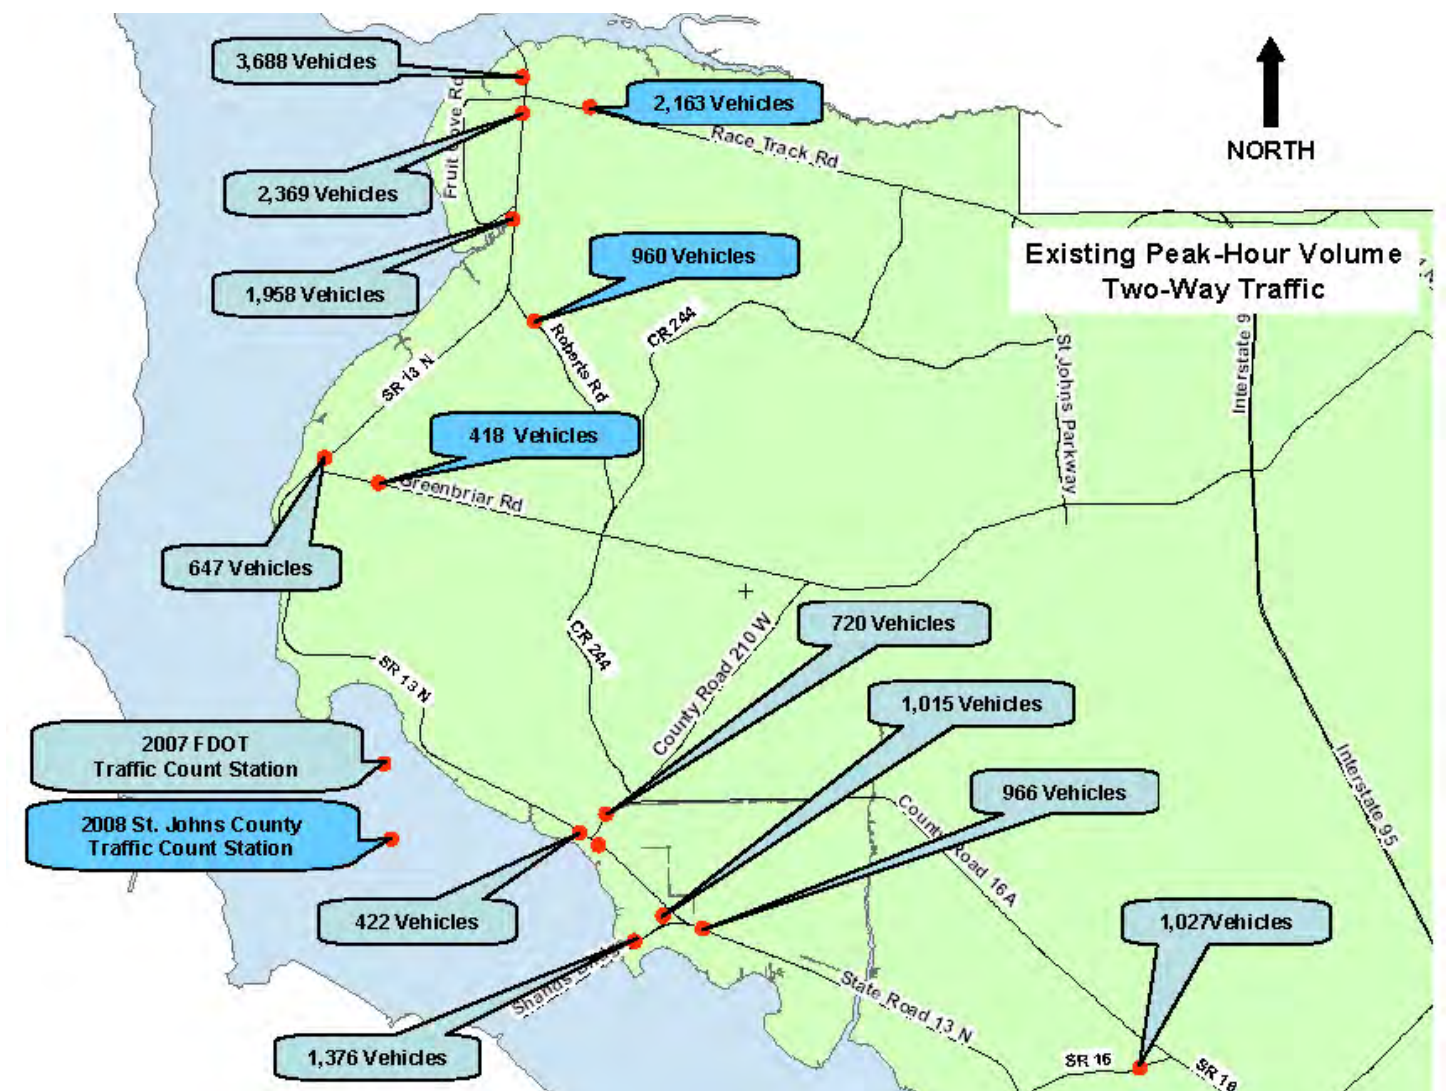 3,688 Vehicles
2,163 Vehicles
Race Track Rd
NORTH
2,369 Vehicles
1,958 Vehicles
960 Vehicles
Existing Peak-Hour Volume
Two-Way Traffic
CR 244
Roberts Rd
SR 13 N
St Johns Parkway
Interstate 9
418 Vehicles
Greenbriar Rd
647 Vehicles
720 Vehicles
CR 244
County Road 210 W
SR 13 N
1,015 Vehicles
2007 FDOT
Traffic Count Station
966 Vehicles
Interstate 95
2008 St. Johns County
Traffic Count Station
County Road 16A
422 Vehicles
1,027Vehicles
Shands
State Road 13 N
1,376 Vehicles
SR 16
SR 16